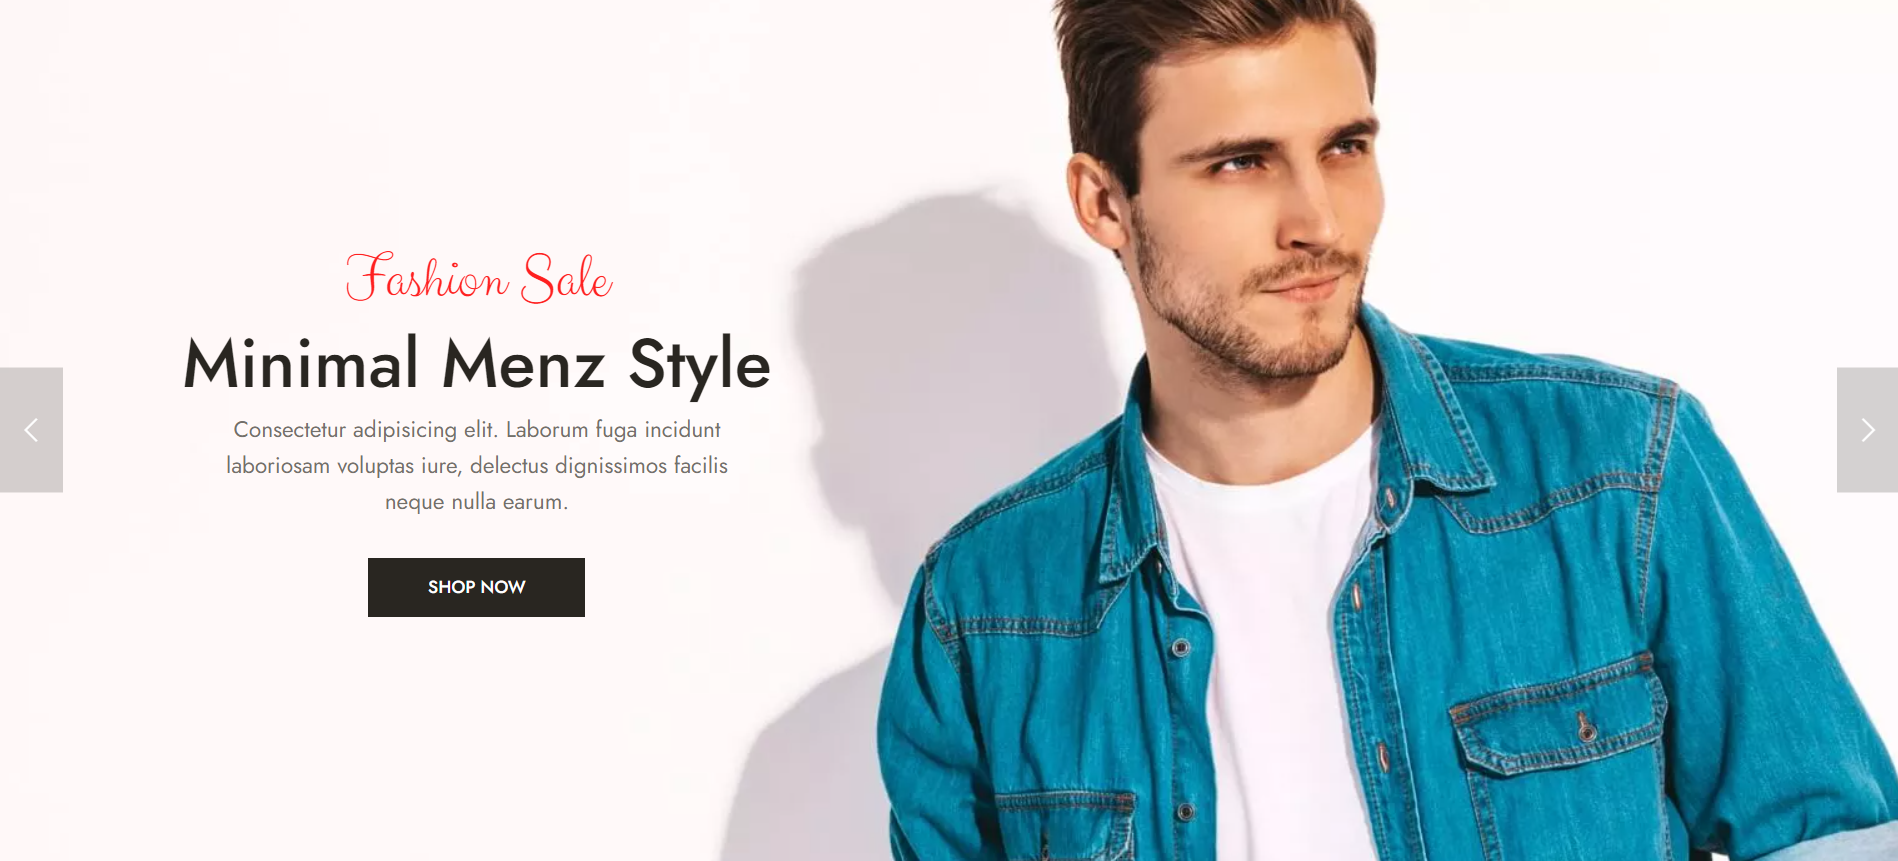 Fashion Sale
Minimal Menz Style
Consectetur adipisicing elit. Laborum fuga incidunt
laboriosam voluptas iure, delectus dignissimos facilis
neque nulla earum.
SHOP NOW